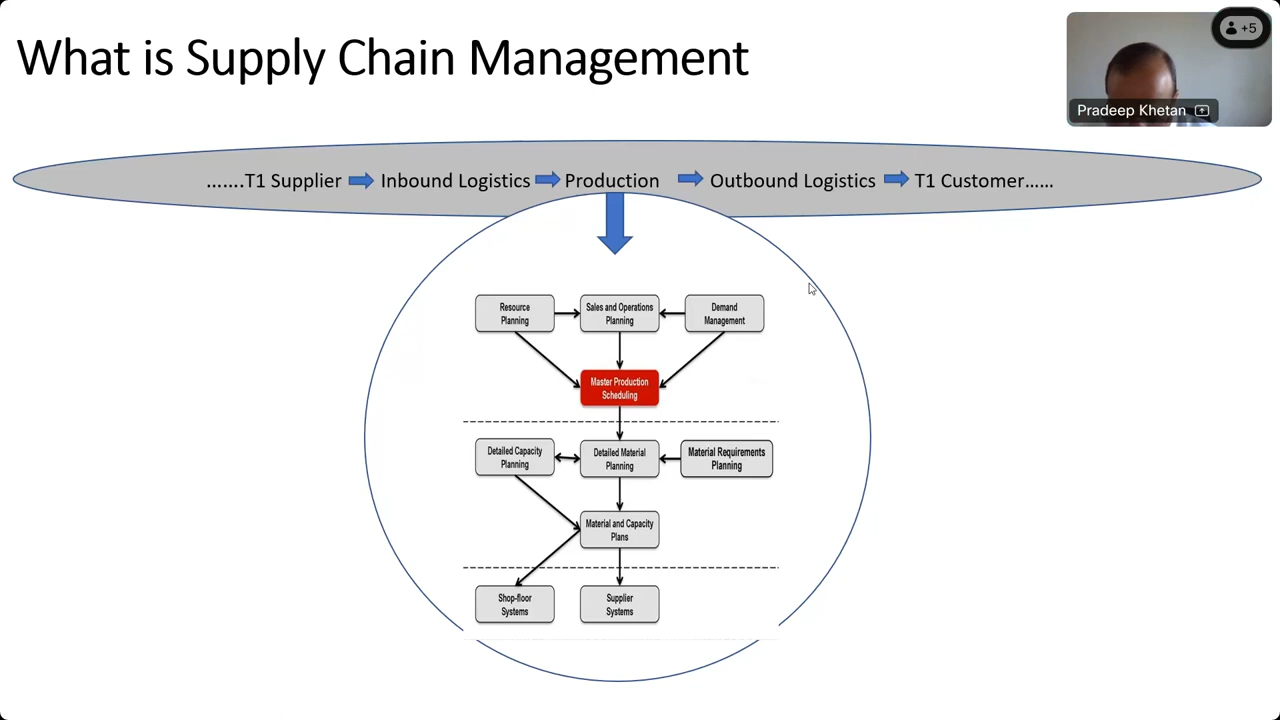 What is Supply Chain Management
+5
Pradeep Khetan
…….T1 Supplier Inbound Logistics Production Outbound Logistics T1 Customer……
Resource
Planning
Sales and Operations
Planning
Demand
Management
Master Production
Scheduling
Detailed Capacity
Planning
Detailed Material
Planning
Material Requirements
Planning
Material and Capacity
Plans
Shop-floor
Systems
Supplier
Systems